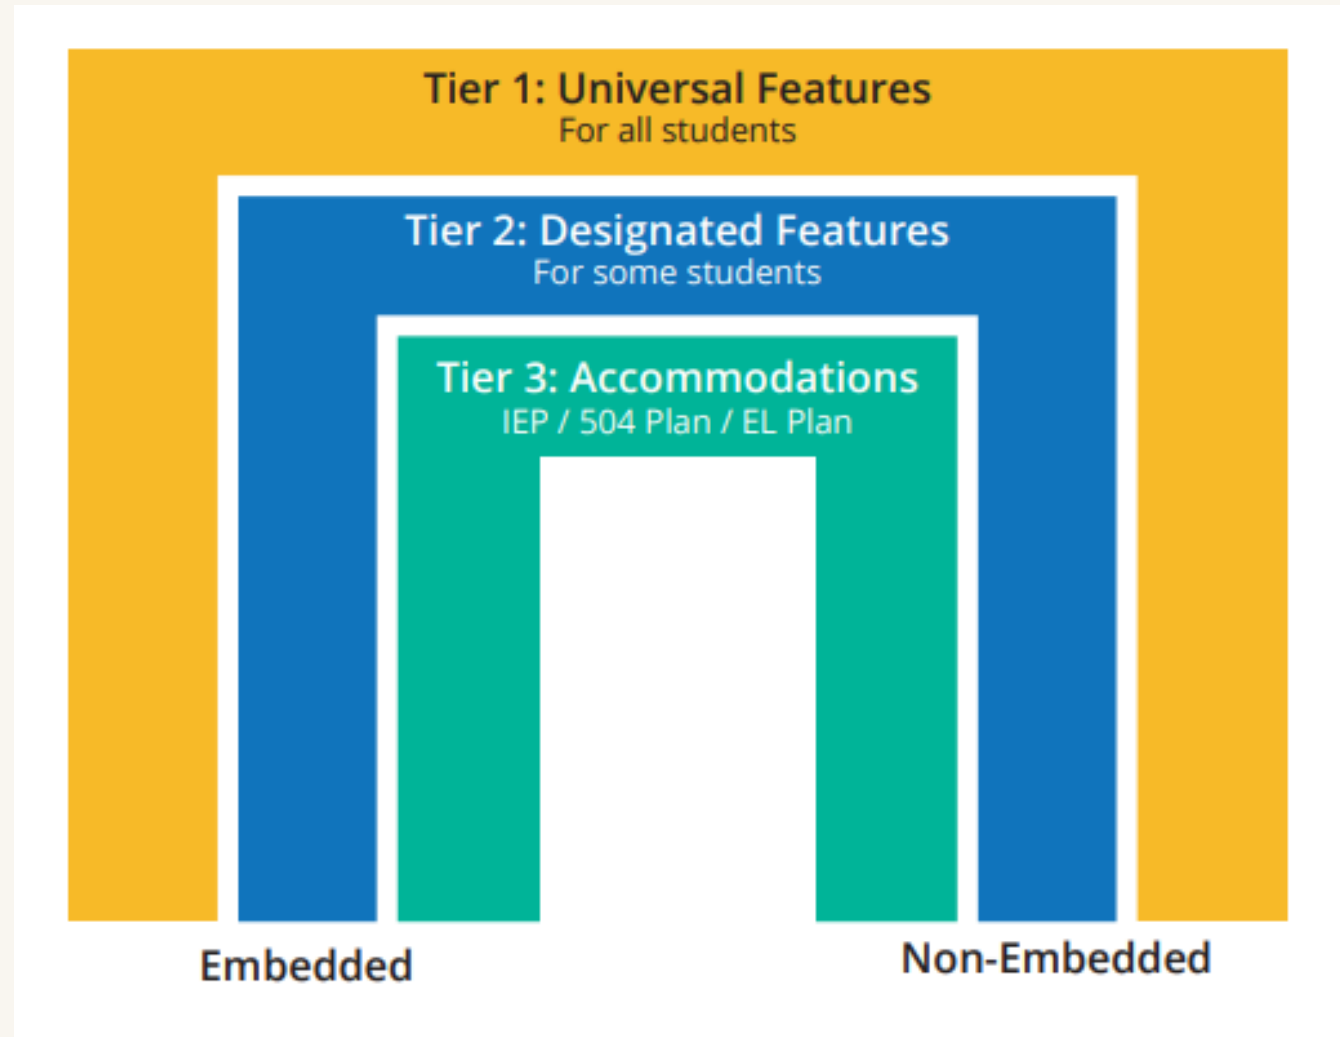 Tier 1: Universal Features
For all students
Tier 2: Designated Features
For some students
Tier 3: Accommodations
IEP / 504 Plan / EL Plan
Embedded
Non-Embedded